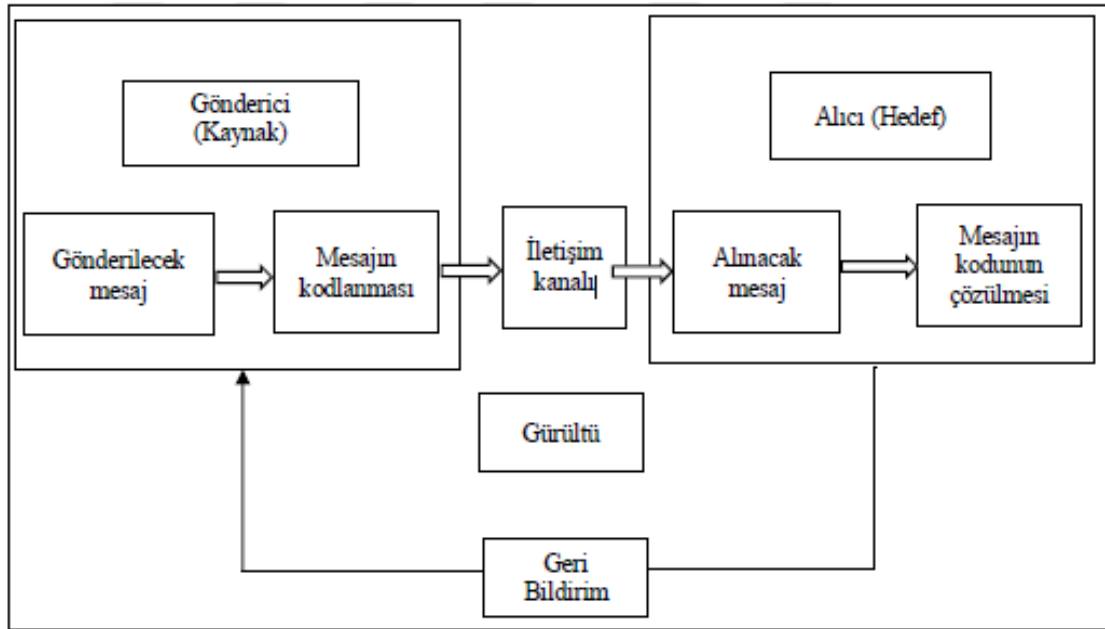 Gönderici
(Kaynak)
Alıcı (Hedef)
Gönderilecek
mesaj
Mesajın
kodlanması
İletişim
kanalı
Alınacak
mesaj
Mesajın
kodunun
çözülmesi
Gürültü
Geri
Bildirim